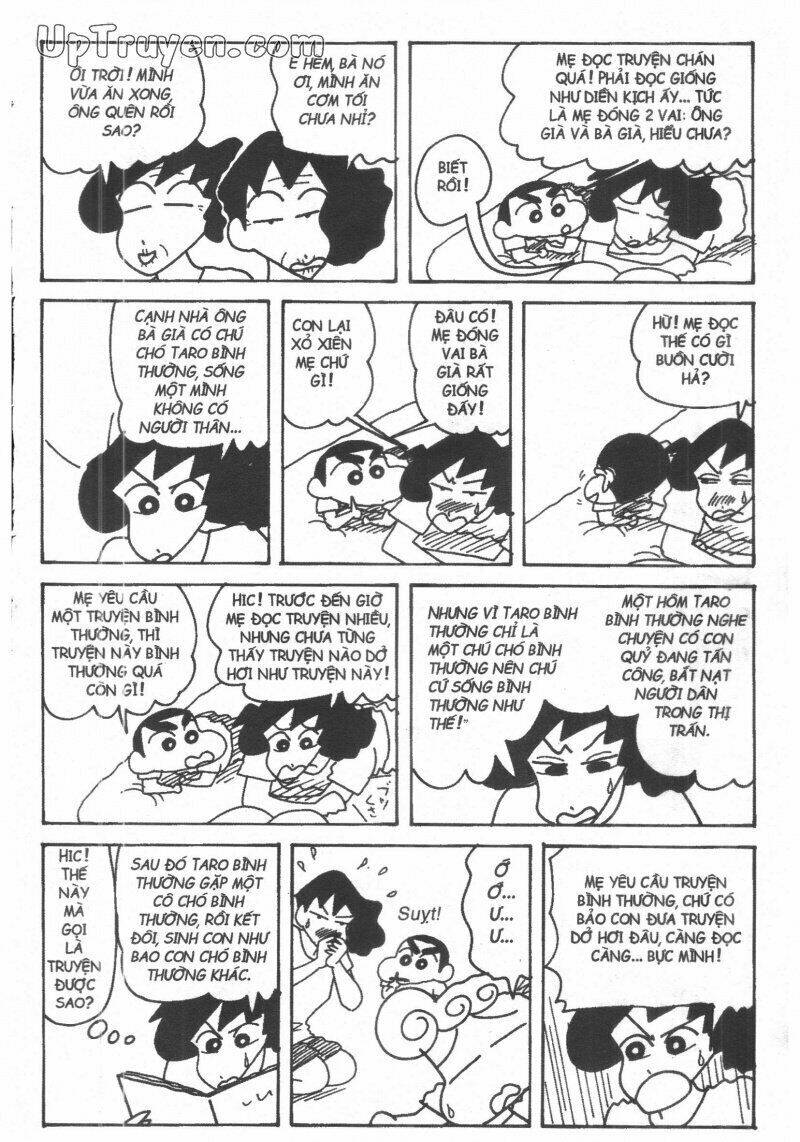 UpTruyen.com
MẸ ĐỌC TRUYỆN CHÁN
QUÁ! PHẢI ĐỌC GIỐNG
NHƯ DIỄN KỊCH ẤY... TỨC
LÀ MẸ ĐÓNG 2 VAI: ÔNG
GIÀ VÀ BÀ GIÀ, HIỂU CHƯA?
BIẾT
RỒI!
E HÈM, BÀ NÓ
ƠI, MÌNH ĂN
CƠM TỐI
CHƯA NHỈ?
ÔI TRỜI! MÌNH
VỪA ĂN XONG,
ÔNG QUÊN RỒI
SAO?
HỪ! MẸ ĐỌC
THẾ CÓ GÌ
BUỒN CƯỜI
HẢ?
ĐÂU CÓ!
MẸ ĐÓNG
VAI BÀ
GIÀ RẤT
GIỐNG
ĐẤY!
CON LẠI
XỎ XIÊN
MẸ CHỨ
GÌ!
CẠNH NHÀ ÔNG
BÀ GIÀ CÓ CHÚ
CHÓ TARO BÌNH
THƯỜNG, SỐNG
MỘT MÌNH
KHÔNG CÓ
NGƯỜI THÂN...
MỘT HÔM TARO
BÌNH THƯỜNG NGHE
CHUYỆN CÓ CON
QUỶ ĐANG TẤN
CÔNG, BẮT NẠT
NGƯỜI DÂN
TRONG THỊ
TRẤN.
NHƯNG VÌ TARO BÌNH
THƯỜNG CHỈ LÀ
MỘT CHÚ CHÓ BÌNH
THƯỜNG NÊN CHÚ
CỨ SỐNG BÌNH
THƯỜNG NHƯ
THẾ!"
HIC! TRƯỚC ĐẾN GIỜ
MẸ ĐỌC TRUYỆN NHIỀU,
NHƯNG CHƯA TỪNG
THẤY TRUYỆN NÀO DỞ
HƠI NHƯ TRUYỆN NÀY!
MẸ YÊU CẦU
MỘT TRUYỆN BÌNH
THƯỜNG, THÌ
TRUYỆN NÀY BÌNH
THƯỜNG QUÁ
CÒN GÌ!
MẸ YÊU CẦU TRUYỆN
BÌNH THƯỜNG, CHỨ CÓ
BẢO CON ĐƯA TRUYỆN
DỞ HƠI ĐÂU, CÀNG ĐỌC
CÀNG... BỰC MÌNH!
Ớ
Ơ...
Ư...
Ư...
Suỵt!
SAU ĐÓ TARO BÌNH
THƯỜNG GẶP MỘT
CÔ CHÓ BÌNH
THƯỜNG, RỒI KẾT
ĐÔI, SINH CON NHƯ
BAO CON CHÓ BÌNH
THƯỜNG KHÁC.
HIC!
THẾ
NÀY
MÀ
GỌI
LÀ
TRUYỆN
ĐƯỢC
SAO?